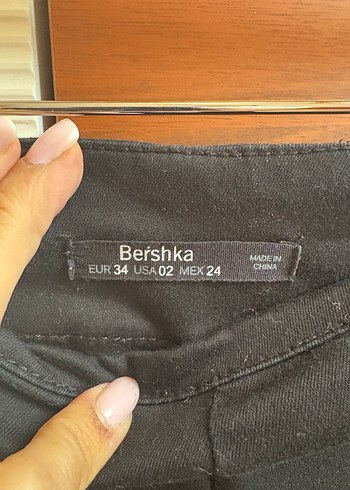 Bershka
EUR 34 USA 02 MEX 24
MADE IN
CHINA